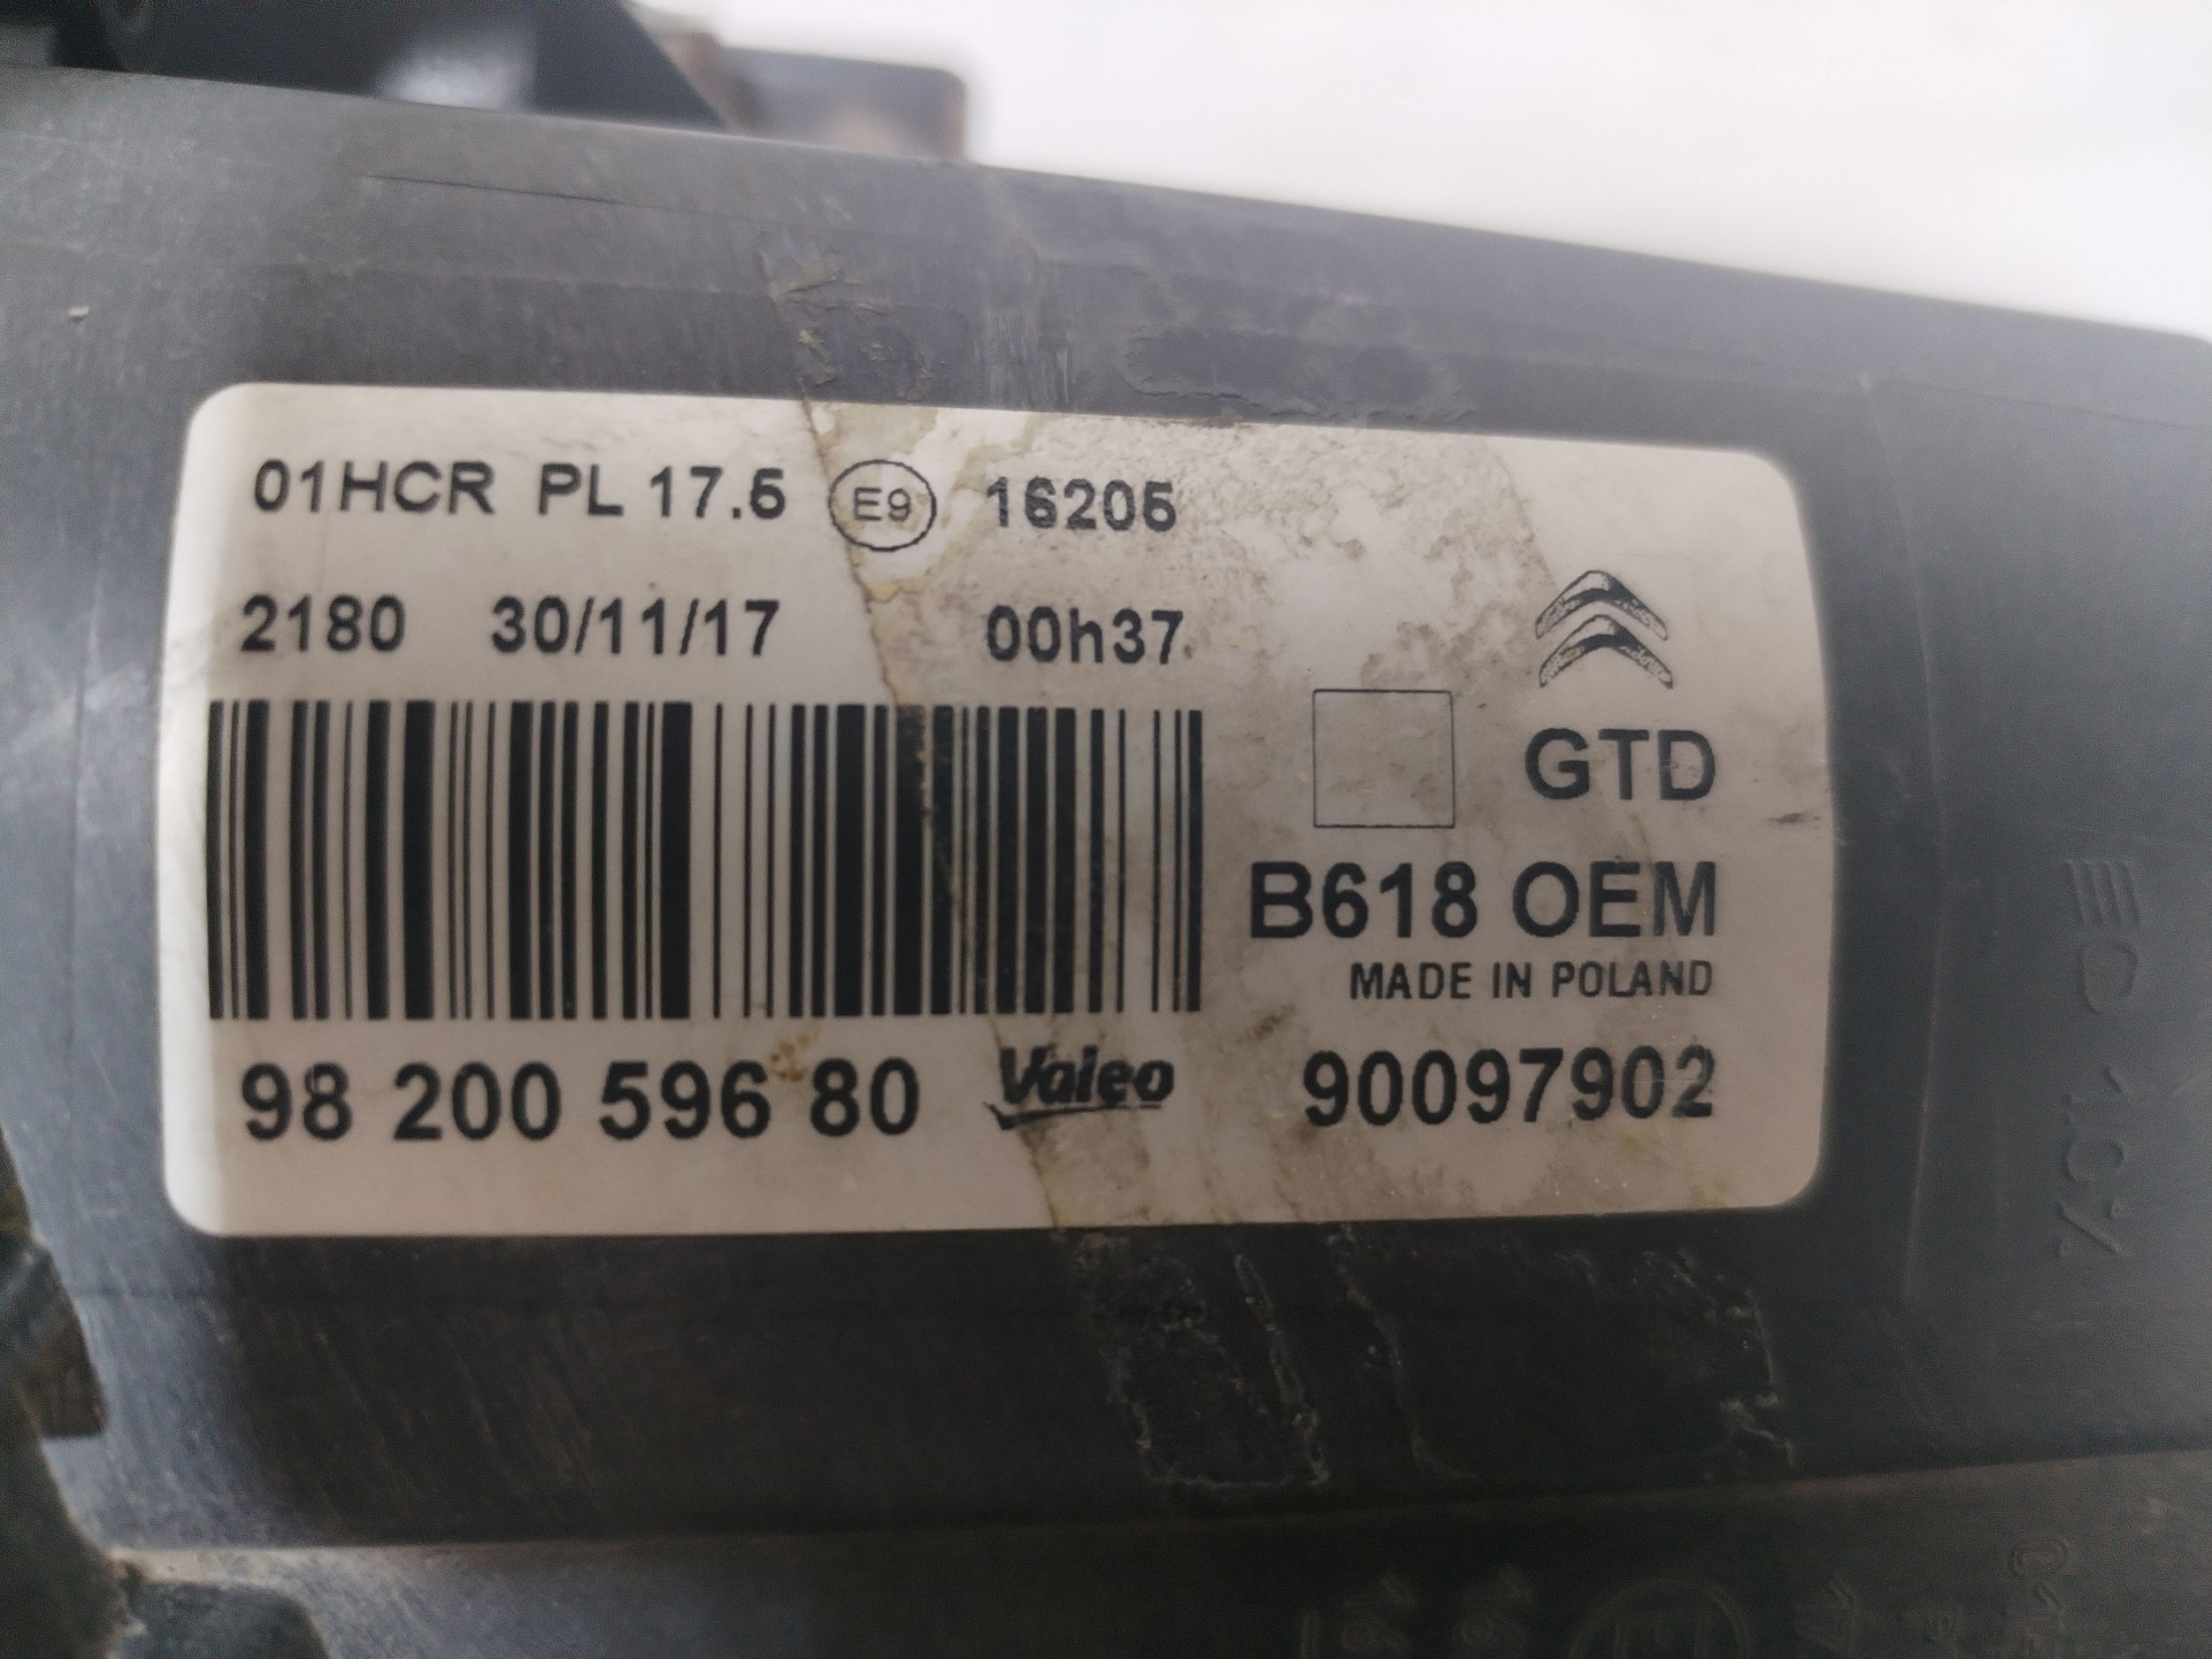 01HCR PL 17.5 E9 16205
2180 30/11/17 00h37
GTD
B618 OEM
MADE IN POLAND
98 200 596 80 Valeo 90097902